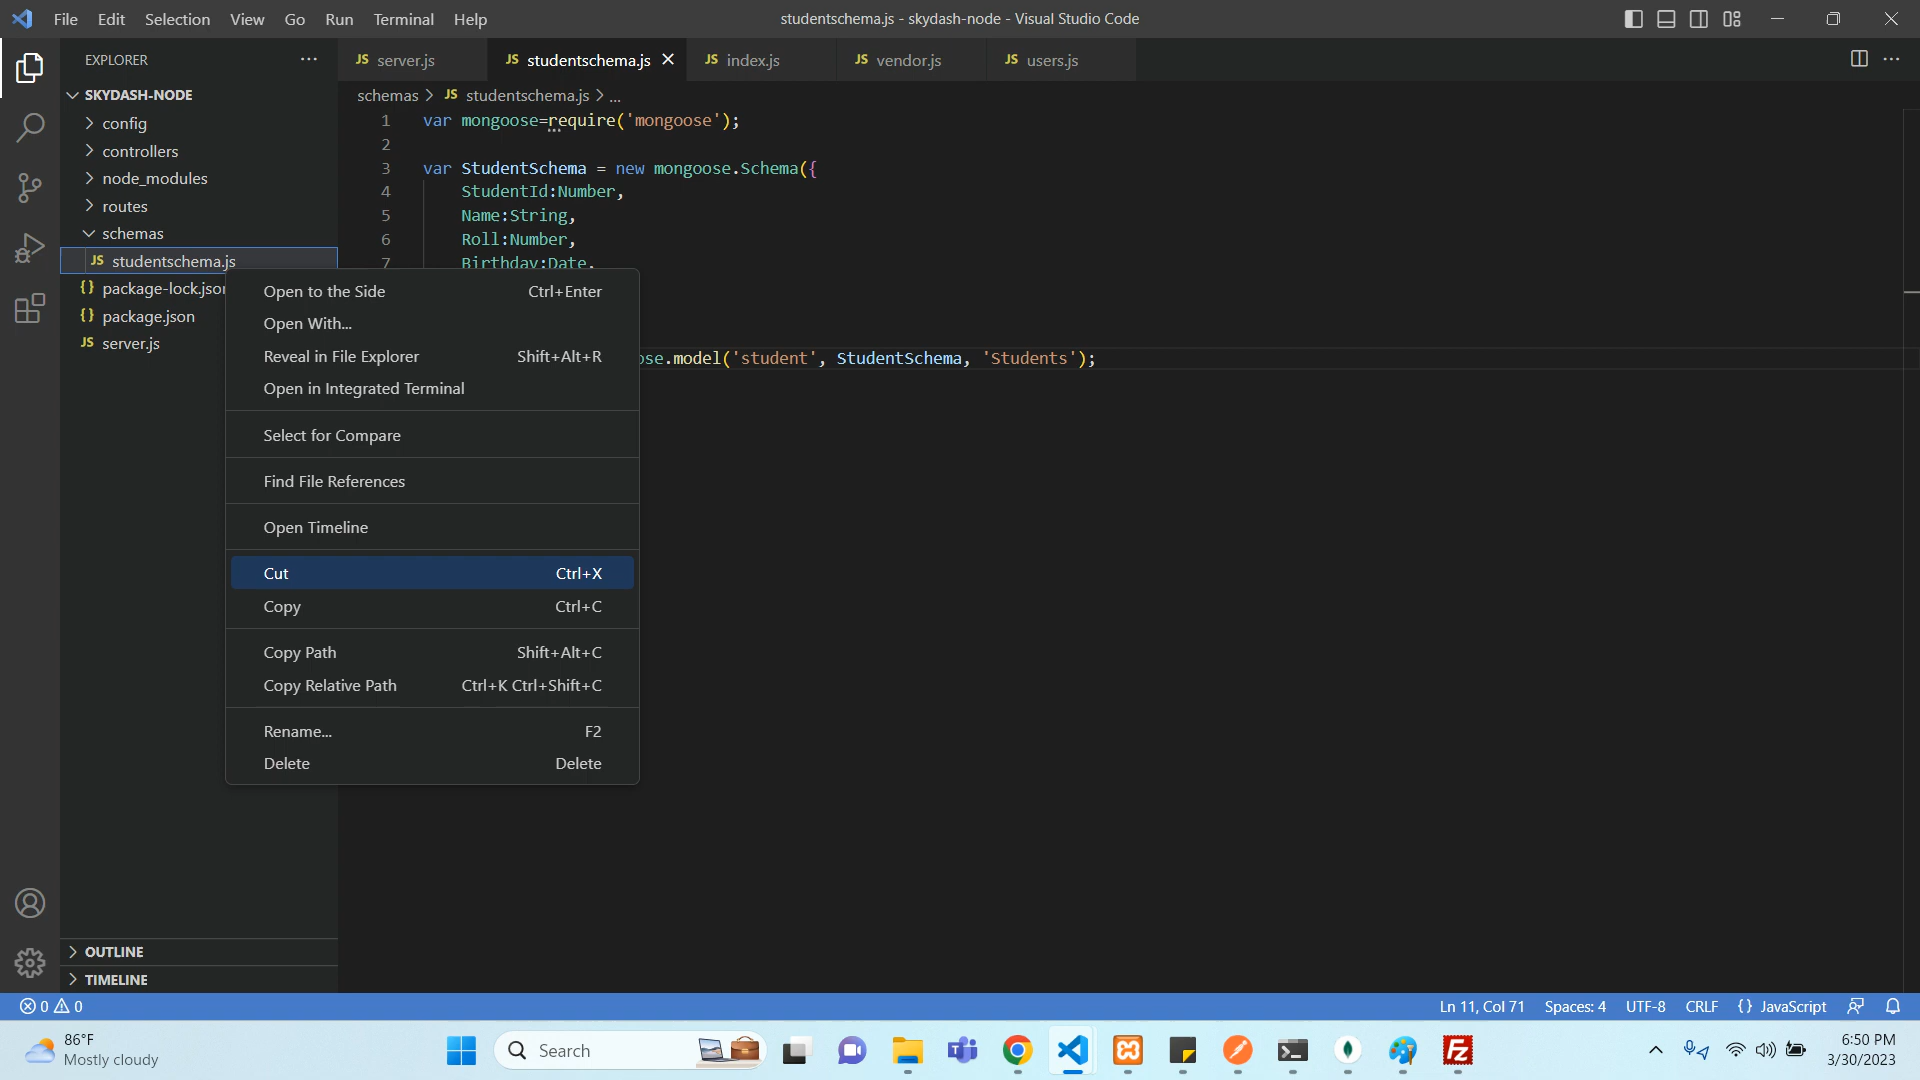 File Edit Selection View Go Run Terminal Help
studentschema.js - skydash-node - Visual Studio Code
EXPLORER
JS server.js
JS studentschema.js
JS index.js
JS vendor.js
JS users.js
SKYDASH-NODE
schemas > JS studentschema.js > ...
config
controllers
node_modules
routes
schemas
JS studentschema.js
{} package-lock.json
{} package.json
JS server.js
1 var mongoose=require('mongoose');
2
3 var StudentSchema = new mongoose.Schema({
4 StudentId:Number,
5 Name:String,
6 Roll:Number,
7 Birthday:Date,
ose.model('student', StudentSchema, 'Students');
Open to the Side Ctrl+Enter
Open With...
Reveal in File Explorer Shift+Alt+R
Open in Integrated Terminal
Select for Compare
Find File References
Open Timeline
Cut Ctrl+X
Copy Ctrl+C
Copy Path Shift+Alt+C
Copy Relative Path Ctrl+K Ctrl+Shift+C
Rename... F2
Delete Delete
OUTLINE
TIMELINE
0 0
Ln 11, Col 71 Spaces: 4 UTF-8 CRLF {} JavaScript
86°F
Mostly cloudy
Search
Fz
6:50 PM
3/30/2023